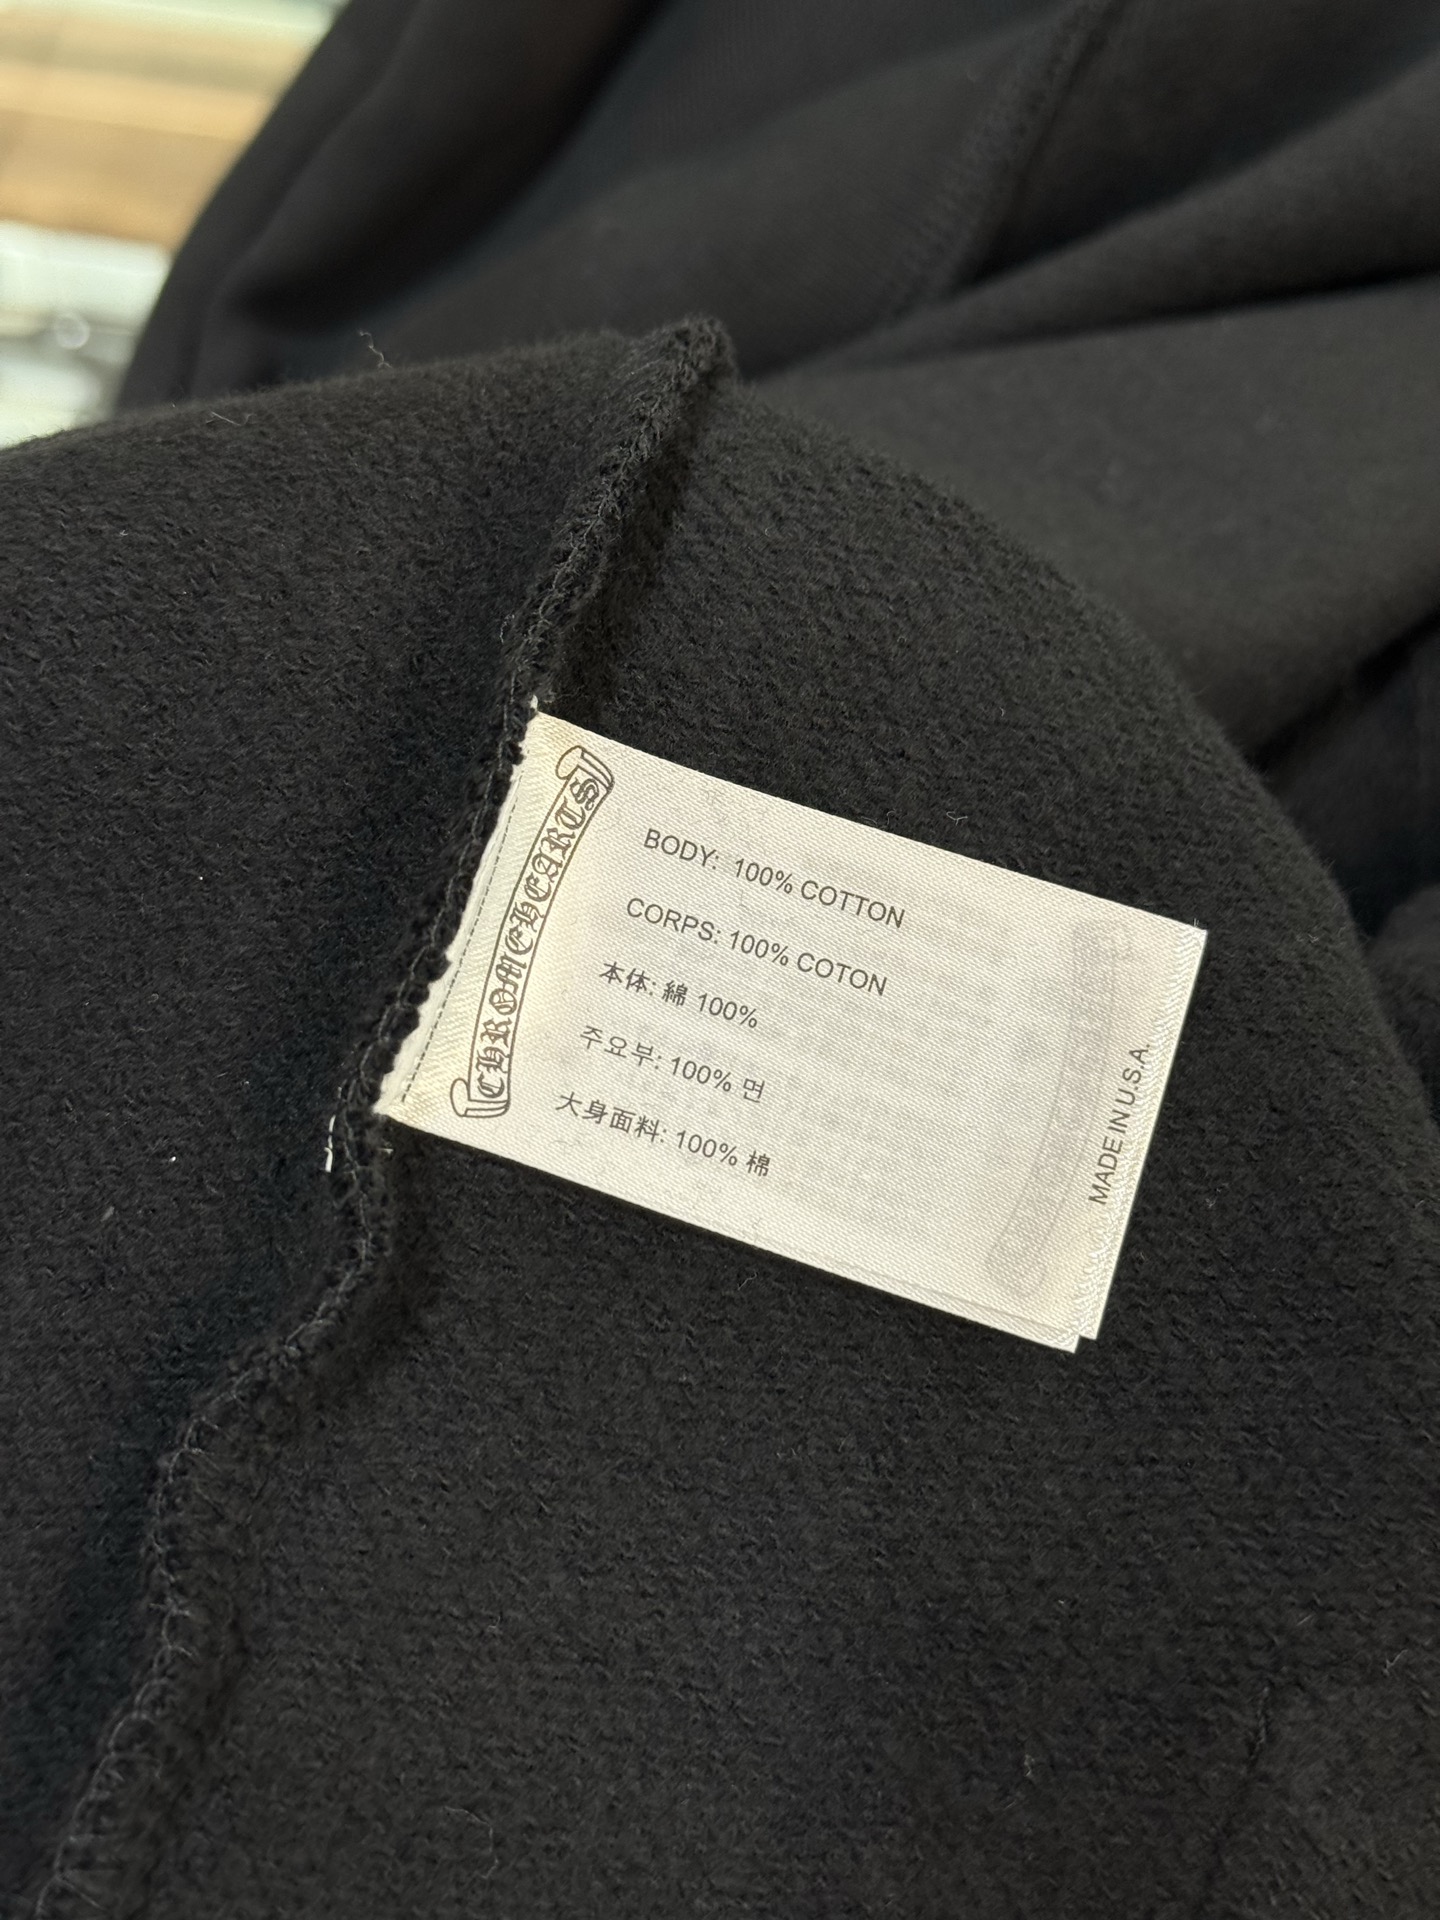 CHROME HEARTS
BODY: 100% COTTON
CORPS: 100% COTON
本体: 綿 100%
주요부: 100% 면
大身面料: 100% 棉
MADE IN U.S.A.